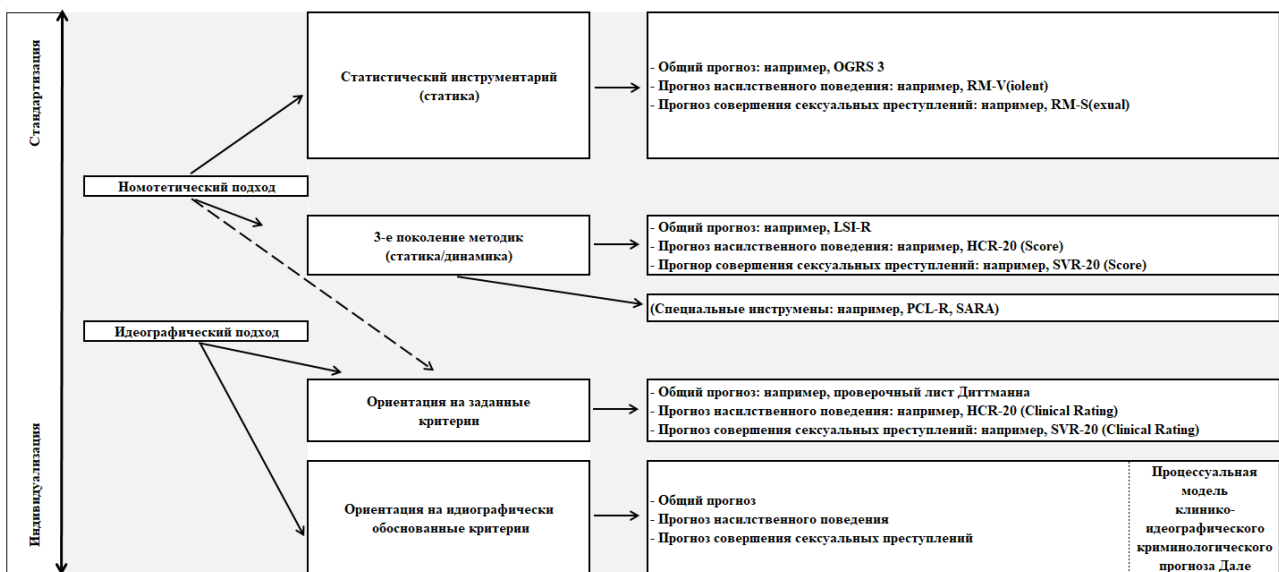 Стандартизация
Статистический инструментарий
(статика)
- Общий прогноз: например, OGRS 3
- Прогноз насилственного поведения: например, RM-V(iolent)
- Прогноз совершения сексуальных преступлений: например, RM-S(exual)
Номотетический подход
3-е поколение методик
(статика/динамика)
- Общий прогноз: например, LSI-R
- Прогноз насилственного поведения: например, HCR-20 (Score)
- Прогнор совершения сексуальных преступлений: например, SVR-20 (Score)
(Специальные инструмены: например, PCL-R, SARA)
Идеографический подход
Ориентация на заданные
критерии
- Общий прогноз: например, проверочный лист Диттманна
- Прогноз насилственного поведения: например, HCR-20 (Clinical Rating)
- Прогноз совершения сексуальных преступлений: например, SVR-20 (Clinical Rating)
Индивидуализация
Ориентация на идиографически
обоснованные критерии
- Общий прогноз
- Прогноз насилственного поведения
- Прогноз совершения сексуальных преступлений
Процессуальная
модель
клинико-
идеографического
криминологического
прогноза Дале